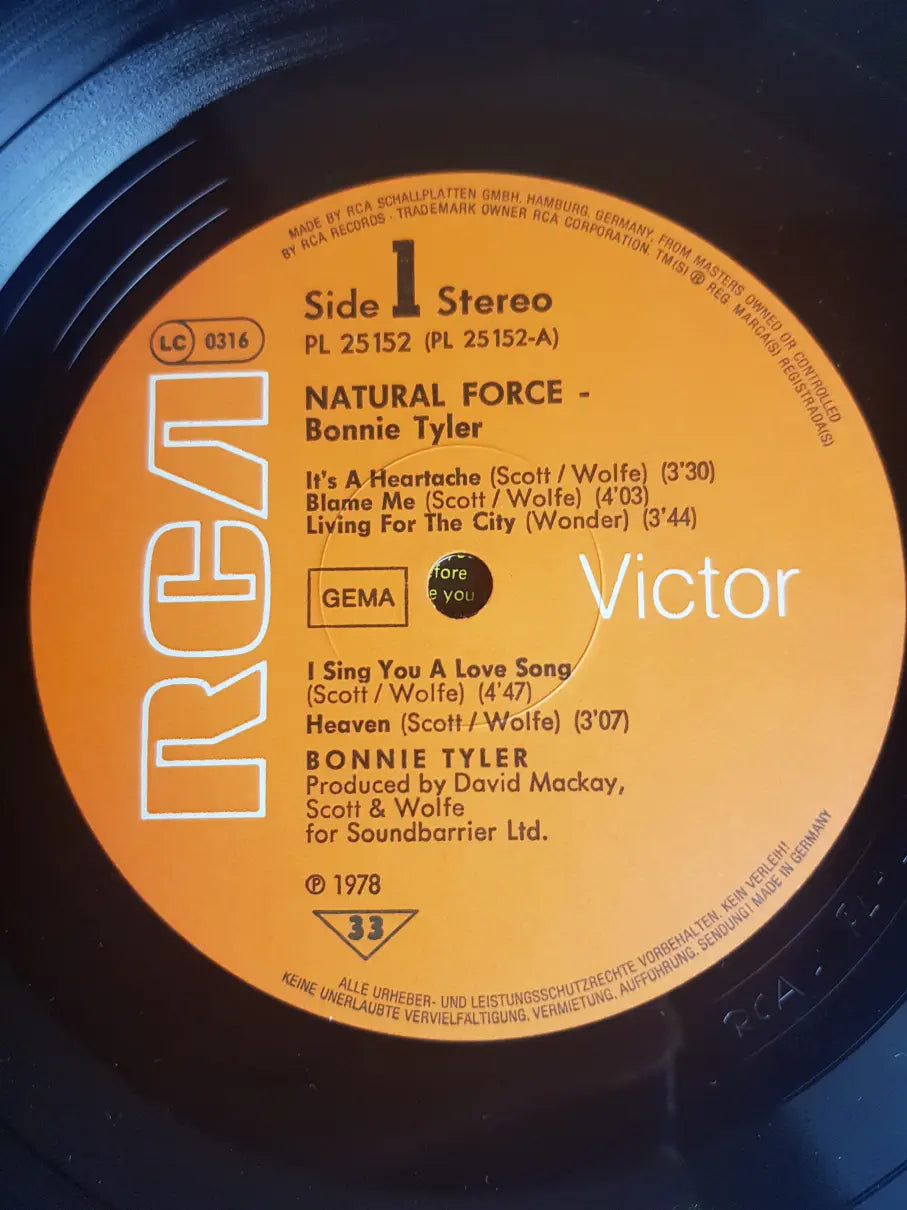 MADE BY RCA SCHALLPLATTEN GMBH, HAMBURG, GERMANY, FROM MASTERS OWNED OR CONTROLLED
BY RCA RECORDS · TRADEMARK OWNER RCA CORPORATION. TM(S) ® REG. MARCA(S) REGISTRADA(S)
Side 1 Stereo
LC 0316
PL 25152 (PL 25152-A)
NATURAL FORCE -
Bonnie Tyler
It's A Heartache (Scott / Wolfe) (3'30)
Blame Me (Scott / Wolfe) (4'03)
Living For The City (Wonder) (3'44)
RCA
GEMA
fore
e you
Victor
I Sing You A Love Song
(Scott / Wolfe) (4'47)
Heaven (Scott / Wolfe) (3'07)
BONNIE TYLER
Produced by David Mackay,
Scott & Wolfe
for Soundbarrier Ltd.
℗ 1978
33
ALLE URHEBER- UND LEISTUNGSSCHUTZRECHTE VORBEHALTEN. KEIN VERLEIH!
KEINE UNERLAUBTE VERVIELFÄLTIGUNG, VERMIETUNG, AUFFÜHRUNG, SENDUNG! MADE IN GERMANY
RCA - PL-